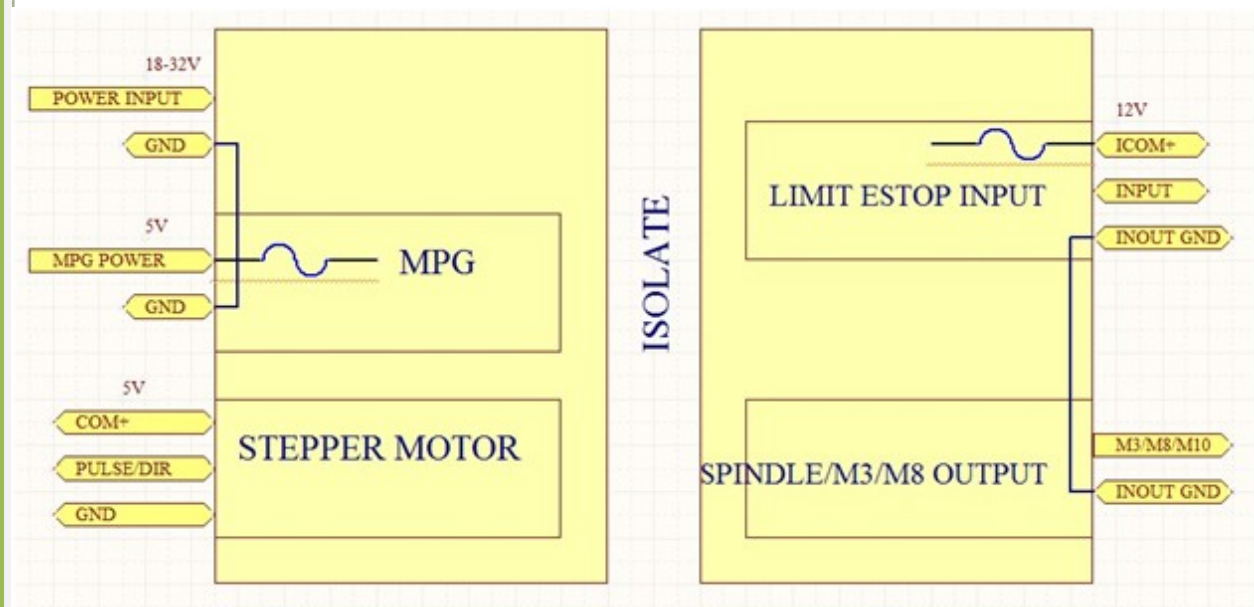 18-32V
POWER INPUT
GND
5V
MPG POWER
GND
MPG
5V
COM+
PULSE/DIR
GND
STEPPER MOTOR
ISOLATE
12V
ICOM+
INPUT
INOUT GND
LIMIT ESTOP INPUT
M3/M8/M10
INOUT GND
SPINDLE/M3/M8 OUTPUT